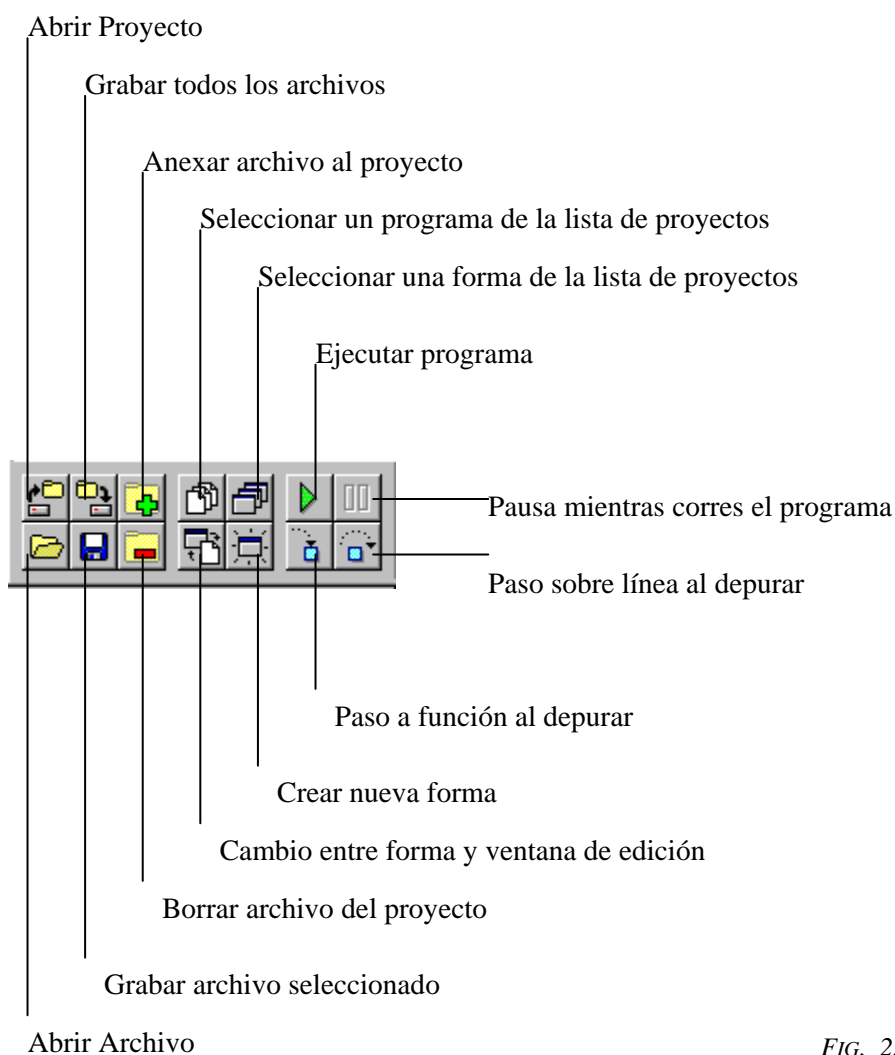 Abrir Proyecto
Grabar todos los archivos
Anexar archivo al proyecto
Seleccionar un programa de la lista de proyectos
Seleccionar una forma de la lista de proyectos
Ejecutar programa
Pausa mientras corres el programa
Paso sobre línea al depurar
Paso a función al depurar
Crear nueva forma
Cambio entre forma y ventana de edición
Borrar archivo del proyecto
Grabar archivo seleccionado
Abrir Archivo
FIG. 2.